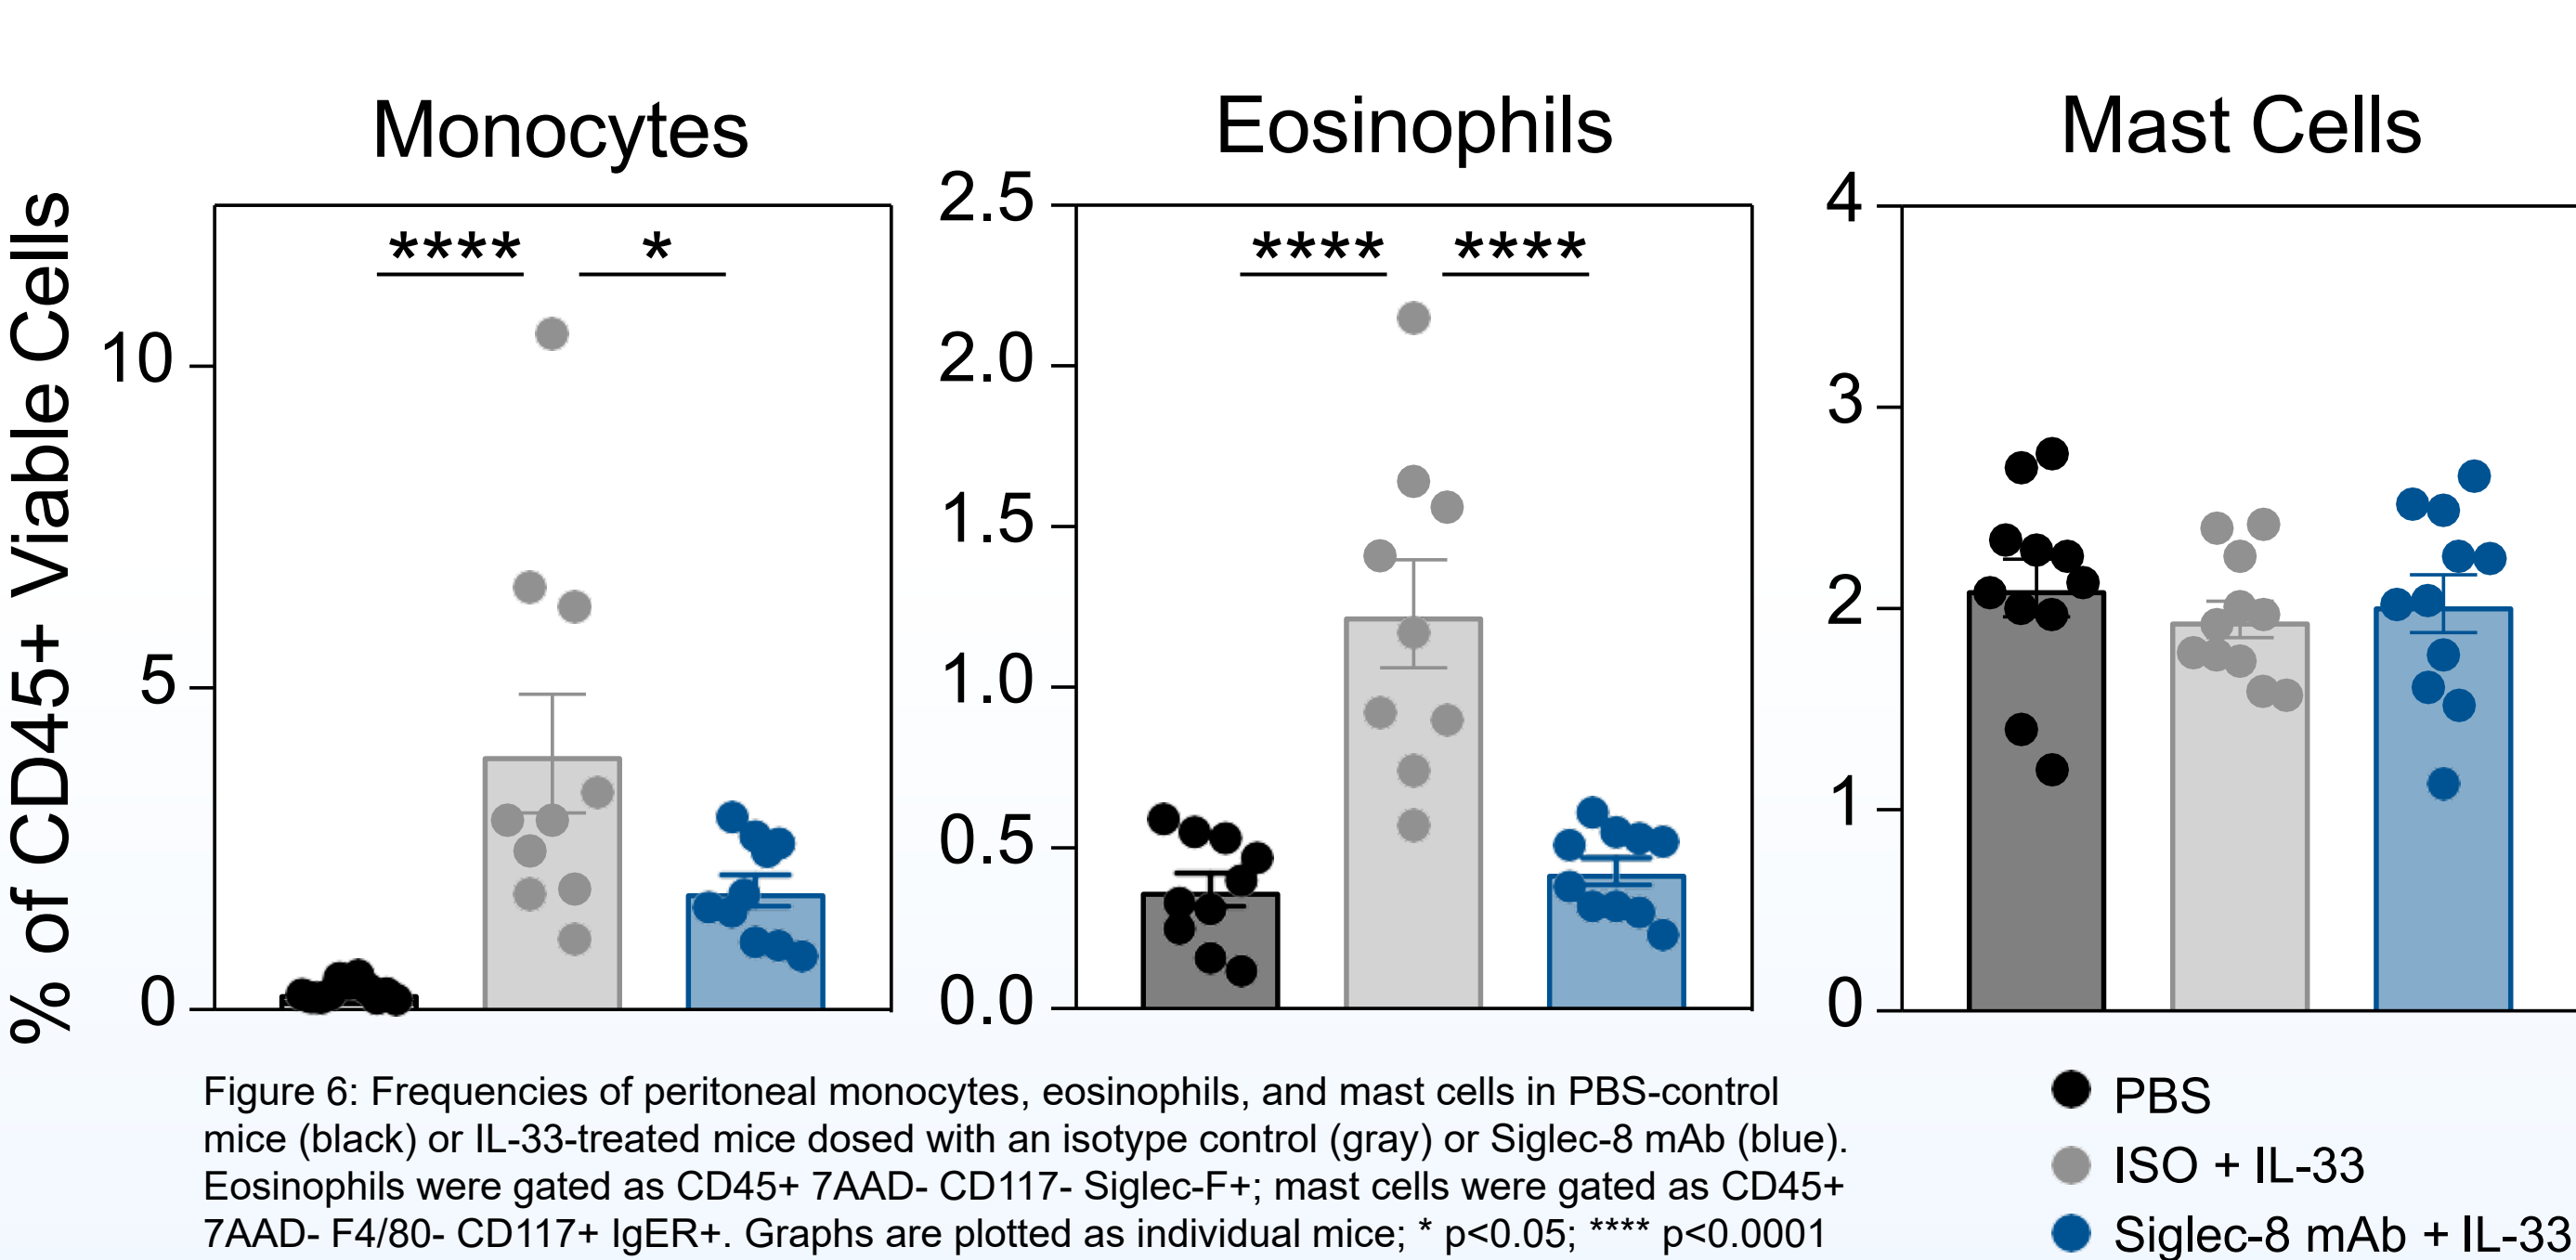 Monocytes
Eosinophils
Mast Cells
% of CD45+ Viable Cells
10
5
0
**** *
2.5
2.0
1.5
1.0
0.5
0.0
**** ****
4
3
2
1
0
Figure 6: Frequencies of peritoneal monocytes, eosinophils, and mast cells in PBS-control
mice (black) or IL-33-treated mice dosed with an isotype control (gray) or Siglec-8 mAb (blue).
Eosinophils were gated as CD45+ 7AAD- CD117- Siglec-F+; mast cells were gated as CD45+
7AAD- F4/80- CD117+ IgER+. Graphs are plotted as individual mice; * p<0.05; **** p<0.0001
PBS
ISO + IL-33
Siglec-8 mAb + IL-33